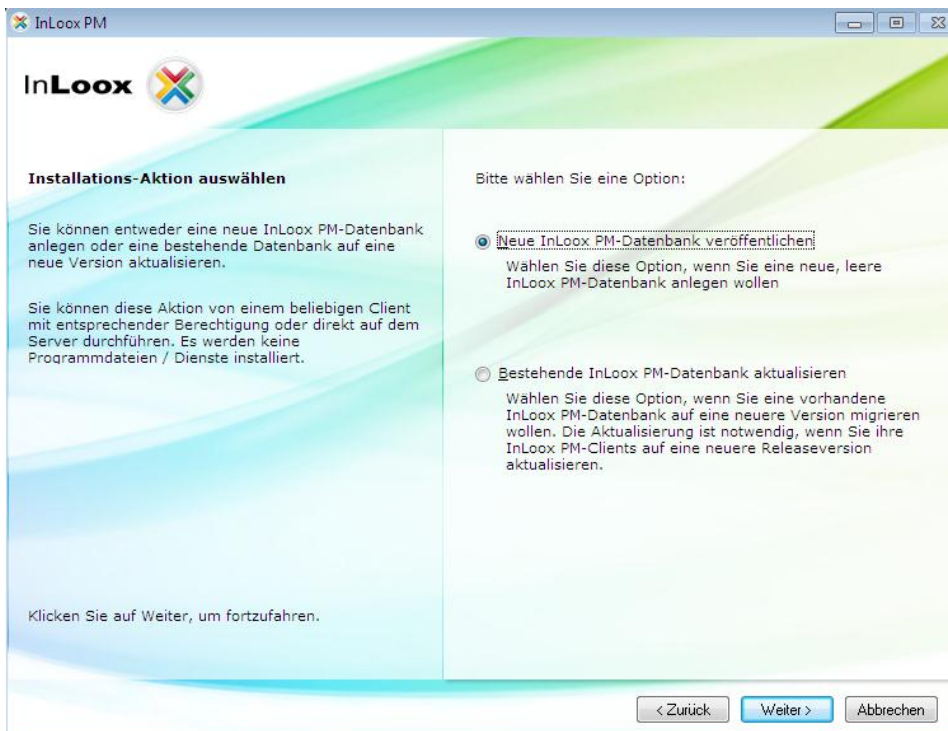 InLoox PM
InLoox
Installations-Aktion auswählen
Sie können entweder eine neue InLoox PM-Datenbank
anlegen oder eine bestehende Datenbank auf eine
neue Version aktualisieren.
Sie können diese Aktion von einem beliebigen Client
mit entsprechender Berechtigung oder direkt auf dem
Server durchführen. Es werden keine
Programmdateien / Dienste installiert.
Klicken Sie auf Weiter, um fortzufahren.
Bitte wählen Sie eine Option:
Neue InLoox PM-Datenbank veröffentlichen
Wählen Sie diese Option, wenn Sie eine neue, leere
InLoox PM-Datenbank anlegen wollen
Bestehende InLoox PM-Datenbank aktualisieren
Wählen Sie diese Option, wenn Sie eine vorhandene
InLoox PM-Datenbank auf eine neuere Version migrieren
wollen. Die Aktualisierung ist notwendig, wenn Sie ihre
InLoox PM-Clients auf eine neuere Releaseversion
aktualisieren.
< Zurück
Weiter >
Abbrechen